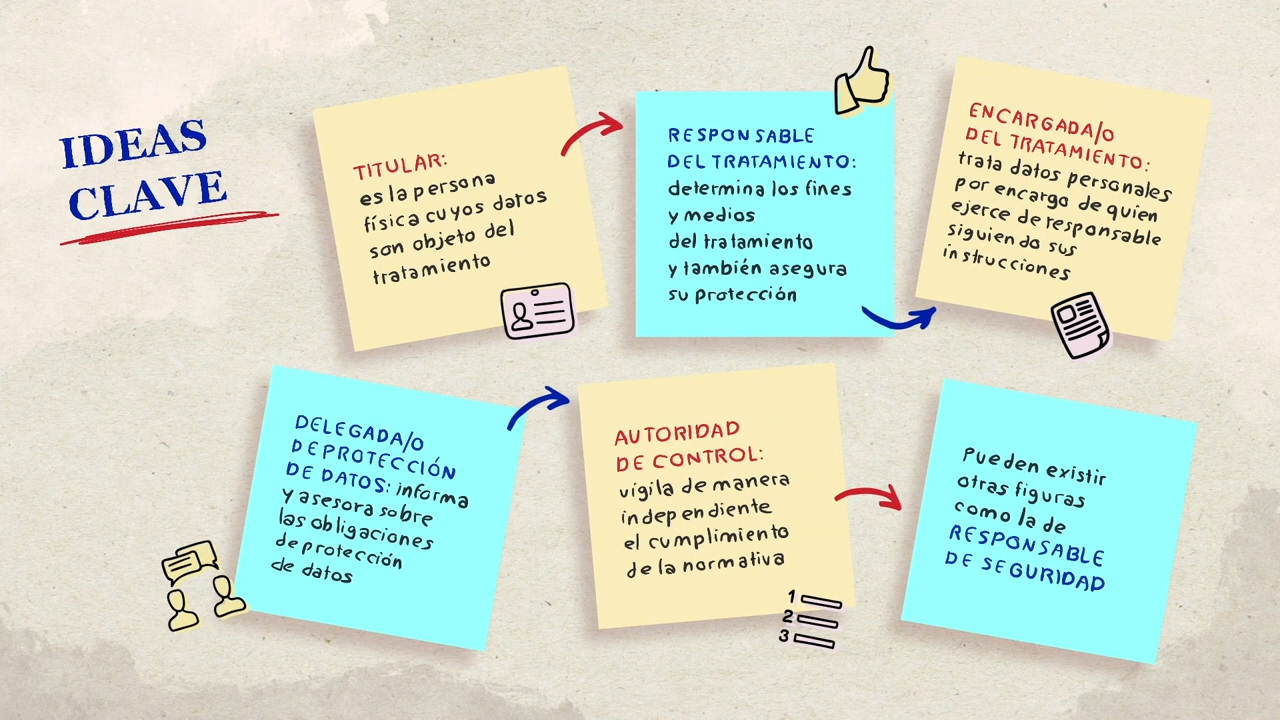 IDEAS
CLAVE
TITULAR:
es la persona
física cuyos datos
son objeto del
tratamiento
RESPONSABLE
DEL TRATAMIENTO:
determina los fines
y medios
del tratamiento
y también asegura
su protección
ENCARGADA/O
DEL TRATAMIENTO:
trata datos personales
por encargo de quien
ejerce de responsable
siguiendo sus
instrucciones
DELEGADA/O
DE PROTECCIÓN
DE DATOS: informa
y asesora sobre
las obligaciones
de protección
de datos
AUTORIDAD
DE CONTROL:
vigila de manera
independiente
el cumplimiento
de la normativa
1
2
3
Pueden existir
otras figuras
como la de
RESPONSABLE
DE SEGURIDAD